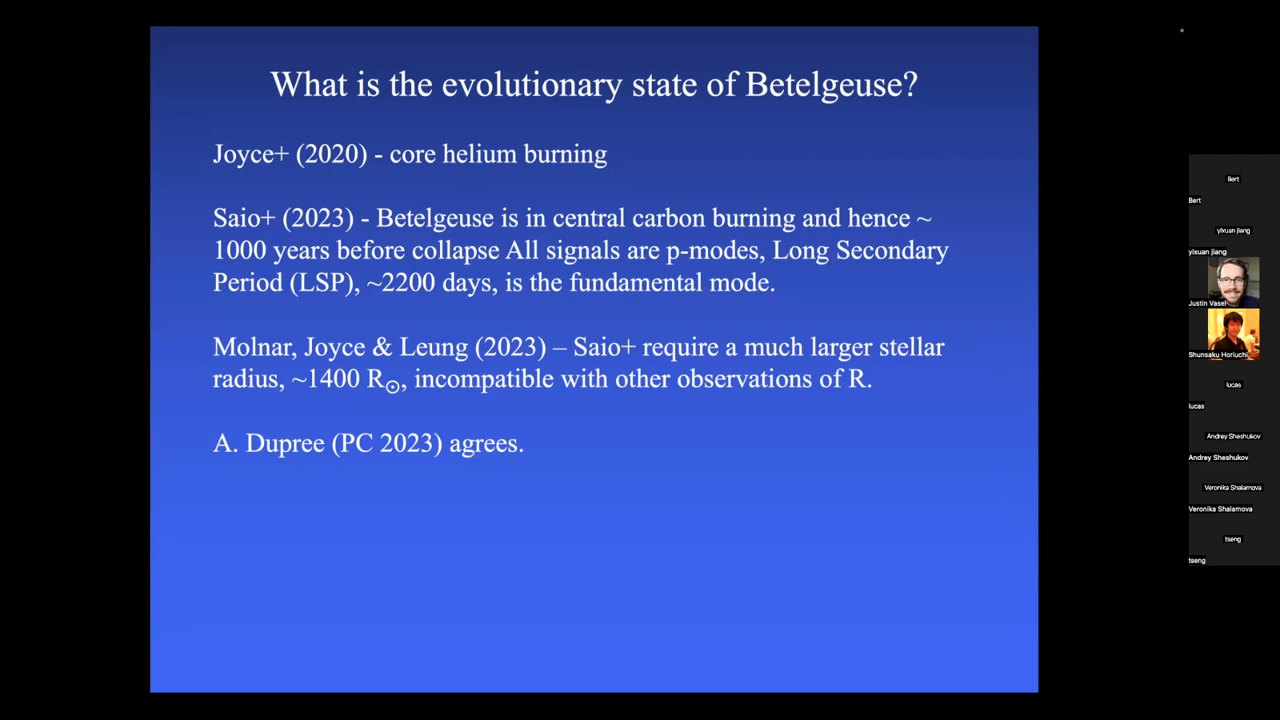 What is the evolutionary state of Betelgeuse?
Joyce+ (2020) - core helium burning
Saio+ (2023) - Betelgeuse is in central carbon burning and hence ~
1000 years before collapse All signals are p-modes, Long Secondary
Period (LSP), ~2200 days, is the fundamental mode.
Molnar, Joyce & Leung (2023) – Saio+ require a much larger stellar
radius, ~1400 R☉, incompatible with other observations of R.
A. Dupree (PC 2023) agrees.
Bert
Bert
yixuan jiang
yixuan jiang
Justin Vasel
Shunsaku Horiuchi
lucas
lucas
Andrey Sheshukov
Andrey Sheshukov
Veronika Shalamova
Veronika Shalamova
tseng
tseng